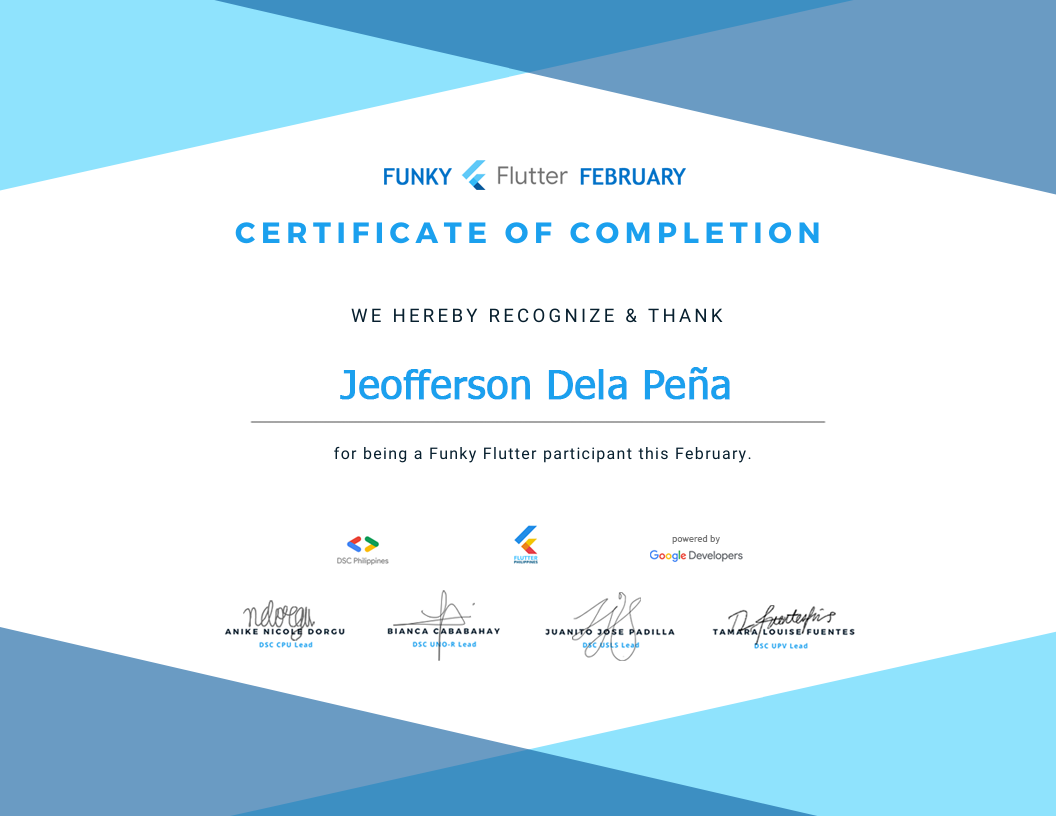 FUNKY Flutter FEBRUARY
CERTIFICATE OF COMPLETION
WE HEREBY RECOGNIZE & THANK
Jeofferson Dela Peña
for being a Funky Flutter participant this February.
DSC Philippines
FLUTTER
PHILIPPINES
powered by
Google Developers
ANIKE NICOLE DORGU
DSC CPU Lead
BIANCA CABABAHAY
DSC UNO-R Lead
JUANITO JOSE PADILLA
DSC USLS Lead
TAMARA LOUISE FUENTES
DSC UPV Lead